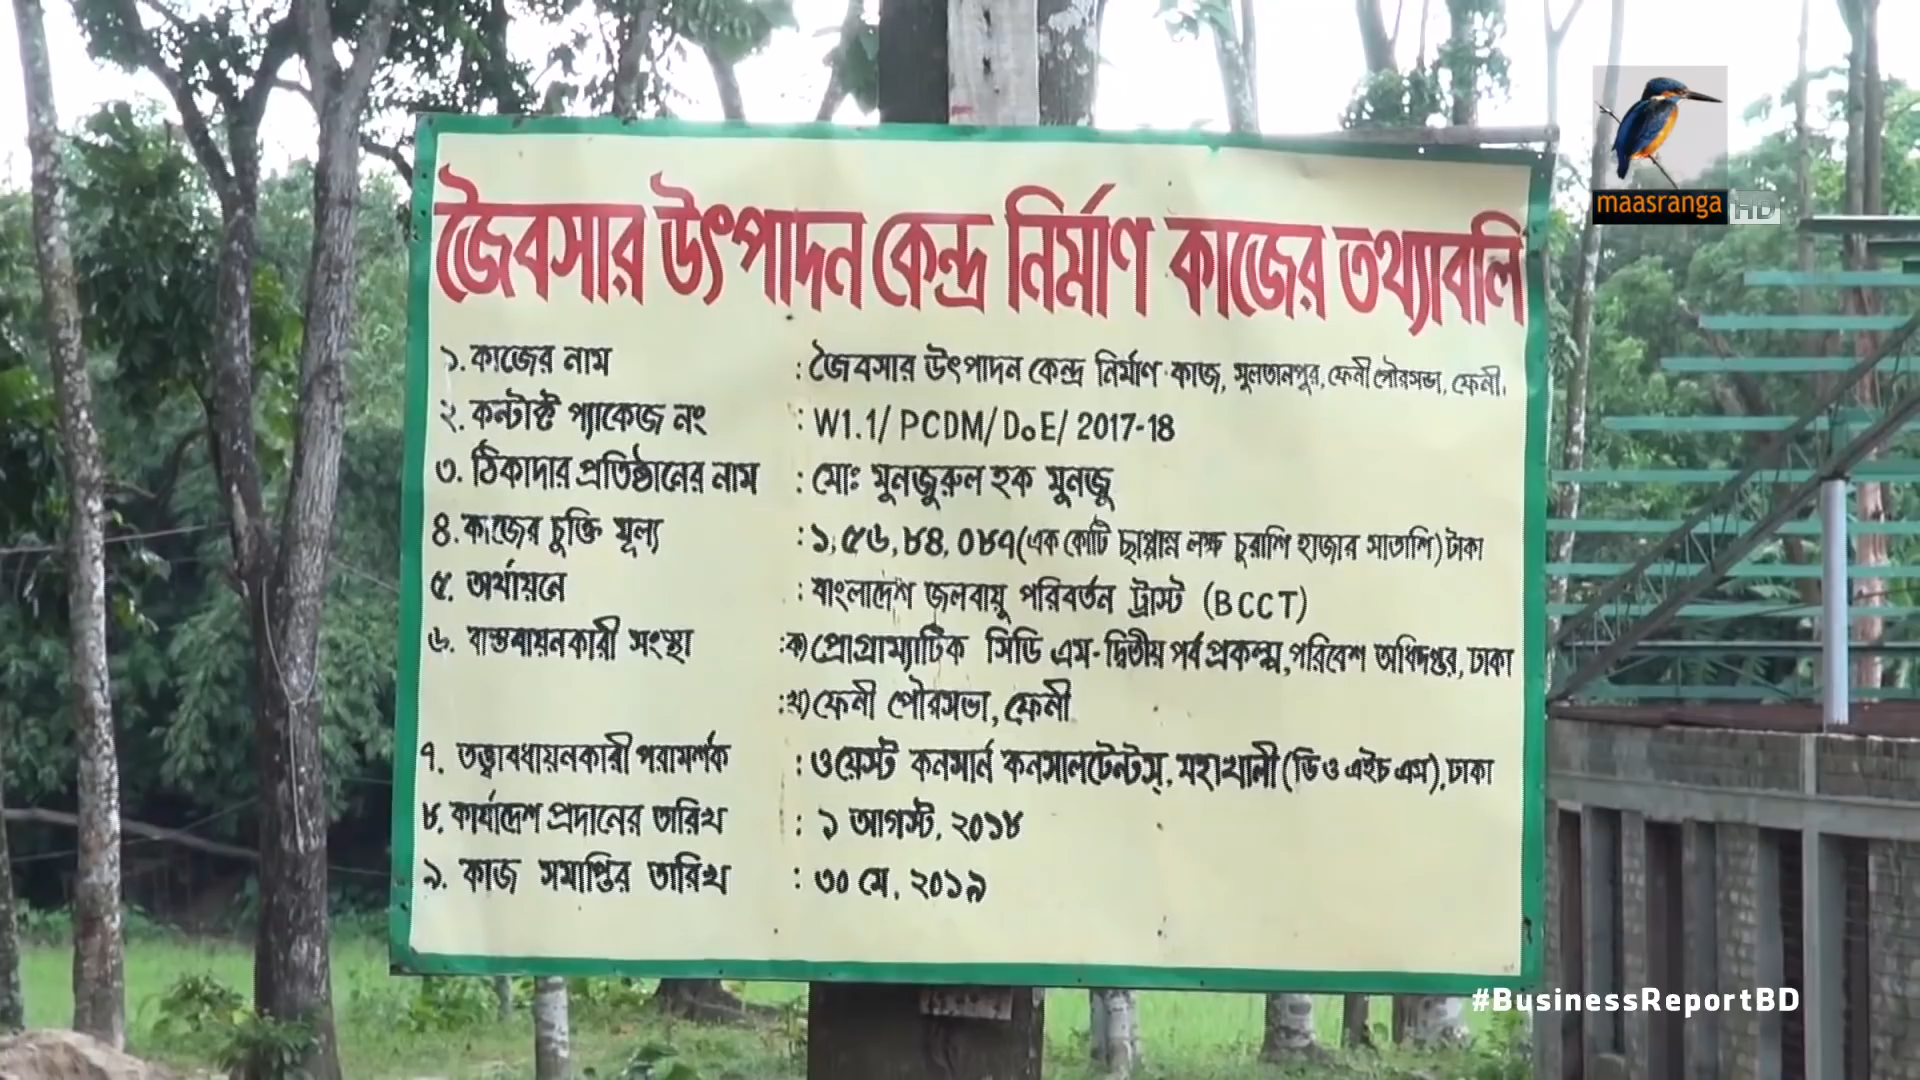 জৈবসার উৎপাদন কেন্দ্র নির্মাণ কাজের তথ্যাবলি
১. কাজের নাম : জৈবসার উৎপাদন কেন্দ্র নির্মাণ কাজ, সুলতানপুর, ফেনী পৌরসভা, ফেনী.
২. কন্টাক্ট প্যাকেজ নং : W1.1/ PCDM/ DoE/ 2017-18
৩. ঠিকাদার প্রতিষ্ঠানের নাম : মোঃ মুনজুরুল হক মুনজু
৪. কাজের চুক্তি মূল্য : ১,৫৬,৮৪,০৮৭(এক কোটি ছাপ্পান্ন লক্ষ চুরাশি হাজার সাতাশি) টাকা
৫. অর্থায়নে : বাংলাদেশ জলবায়ু পরিবর্তন ট্রাস্ট (BCCT)
৬. বাস্তবায়নকারী সংস্থা :ক) প্রোগ্রাম্যাটিক সিডি এম-দ্বিতীয় পর্ব প্রকল্প, পরিবেশ অধিদপ্তর, ঢাকা
:খ) ফেনী পৌরসভা, ফেনী
৭. তত্ত্বাবধায়নকারী পরামর্শক : ওয়েস্ট কনসার্ন কনসালটেন্টস্, মহাখালী (ডিওএইচএস), ঢাকা
৮. কার্যাদেশ প্রদানের তারিখ : ১ আগস্ট, ২০১৮
৯. কাজ সমাপ্তির তারিখ : ৩০ মে, ২০১৯
maasranga HD
#BusinessReportBD